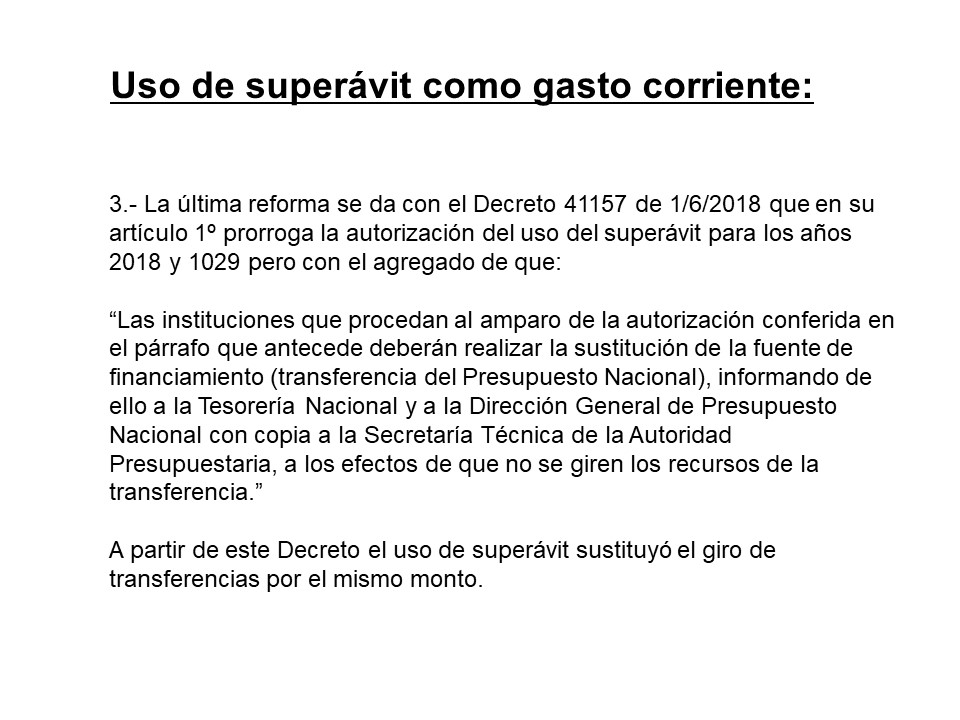 Uso de superávit como gasto corriente:
3.- La última reforma se da con el Decreto 41157 de 1/6/2018 que en su
artículo 1º prorroga la autorización del uso del superávit para los años
2018 y 1029 pero con el agregado de que:
“Las instituciones que procedan al amparo de la autorización conferida en
el párrafo que antecede deberán realizar la sustitución de la fuente de
financiamiento (transferencia del Presupuesto Nacional), informando de
ello a la Tesorería Nacional y a la Dirección General de Presupuesto
Nacional con copia a la Secretaría Técnica de la Autoridad
Presupuestaria, a los efectos de que no se giren los recursos de la
transferencia.”
A partir de este Decreto el uso de superávit sustituyó el giro de
transferencias por el mismo monto.